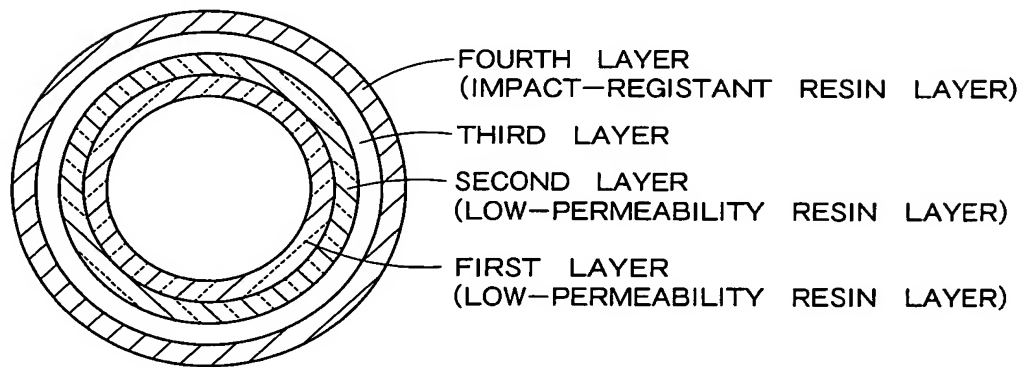 FOURTH LAYER
(IMPACT-REGISTANT RESIN LAYER)
THIRD LAYER
SECOND LAYER
(LOW-PERMEABILITY RESIN LAYER)
FIRST LAYER
(LOW-PERMEABILITY RESIN LAYER)